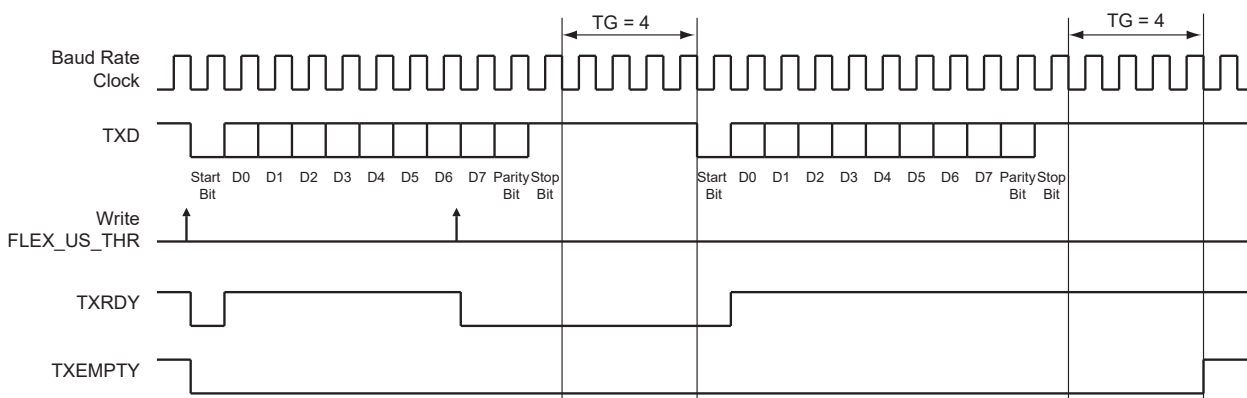 TG = 4
TG = 4
Baud Rate
Clock
TXD
Start D0 D1 D2 D3 D4 D5 D6 D7 Parity Stop
Bit Bit Bit
Start D0 D1 D2 D3 D4 D5 D6 D7 Parity Stop
Bit Bit Bit
Write
FLEX_US_THR
TXRDY
TXEMPTY